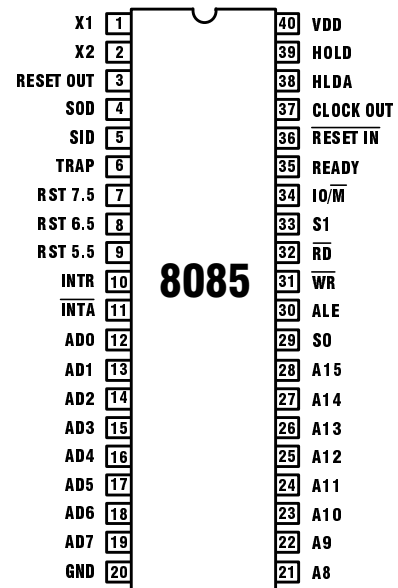 X1 1 40 VDD
X2 2 39 HOLD
RESET OUT 3 38 HLDA
SOD 4 37 CLOCK OUT
SID 5 36 RESET IN
TRAP 6 35 READY
RST 7.5 7 34 IO/M
RST 6.5 8 33 S1
RST 5.5 9 32 RD
INTR 10 31 WR
8085
INTA 11 30 ALE
AD0 12 29 S0
AD1 13 28 A15
AD2 14 27 A14
AD3 15 26 A13
AD4 16 25 A12
AD5 17 24 A11
AD6 18 23 A10
AD7 19 22 A9
GND 20 21 A8